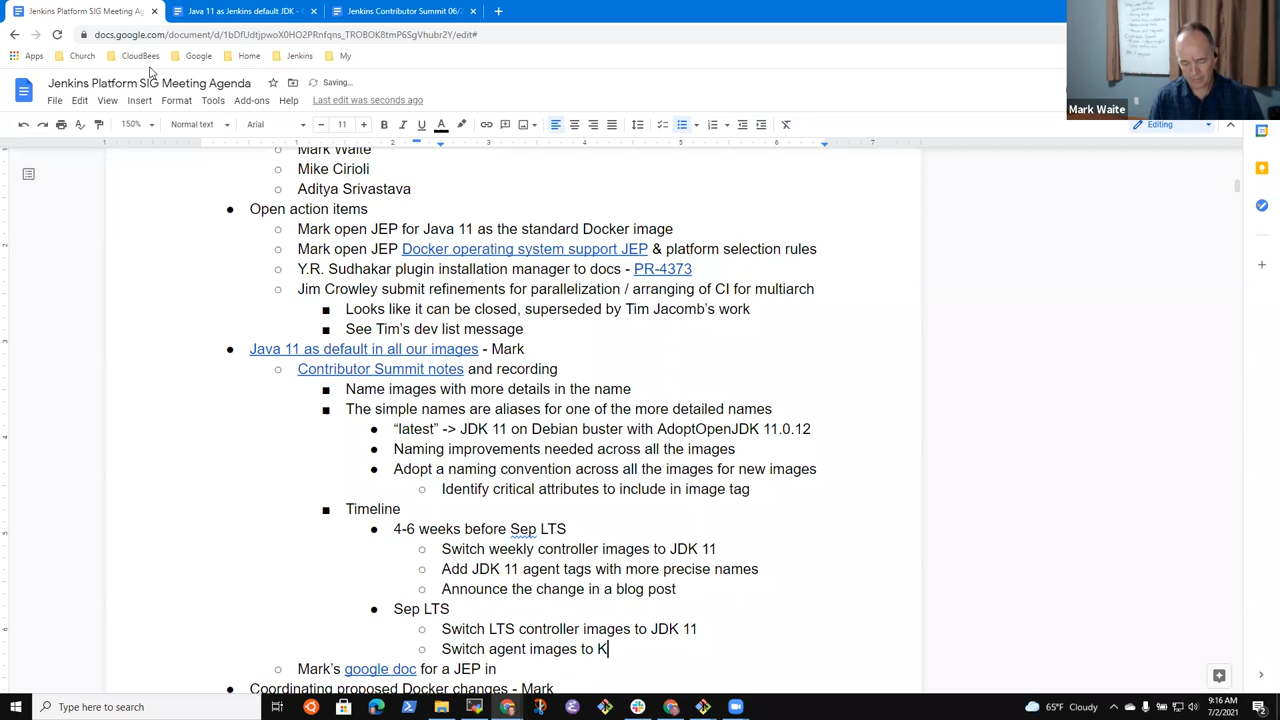 Jenkins Platform SIG Meeting Ag
Java 11 as Jenkins default JDK - G
Jenkins Contributor Summit 06/2
docs.google.com/document/d/1bDfUdtjpwoX0HO2PRnfqns_TROBOK8tmP6SgVuVbr7Y/edit#
Apps
Church
CloudBees
Google
Home
Jenkins
My
Jenkins Platform SIG Meeting Agenda
Saving...
File Edit View Insert Format Tools Add-ons Help Last edit was seconds ago
150% Normal text Arial 11
Editing
Mark Waite
Mark Waite
Mike Cirioli
Aditya Srivastava
Open action items
Mark open JEP for Java 11 as the standard Docker image
Mark open JEP Docker operating system support JEP & platform selection rules
Y.R. Sudhakar plugin installation manager to docs - PR-4373
Jim Crowley submit refinements for parallelization / arranging of CI for multiarch
Looks like it can be closed, superseded by Tim Jacomb's work
See Tim's dev list message
Java 11 as default in all our images - Mark
Contributor Summit notes and recording
Name images with more details in the name
The simple names are aliases for one of the more detailed names
“latest” -> JDK 11 on Debian buster with AdoptOpenJDK 11.0.12
Naming improvements needed across all the images
Adopt a naming convention across all the images for new images
Identify critical attributes to include in image tag
Timeline
4-6 weeks before Sep LTS
Switch weekly controller images to JDK 11
Add JDK 11 agent tags with more precise names
Announce the change in a blog post
Sep LTS
Switch LTS controller images to JDK 11
Switch agent images to K
Mark's google doc for a JEP in
Coordinating proposed Docker changes - Mark
Type here to search
65°F Cloudy
9:16 AM
7/2/2021